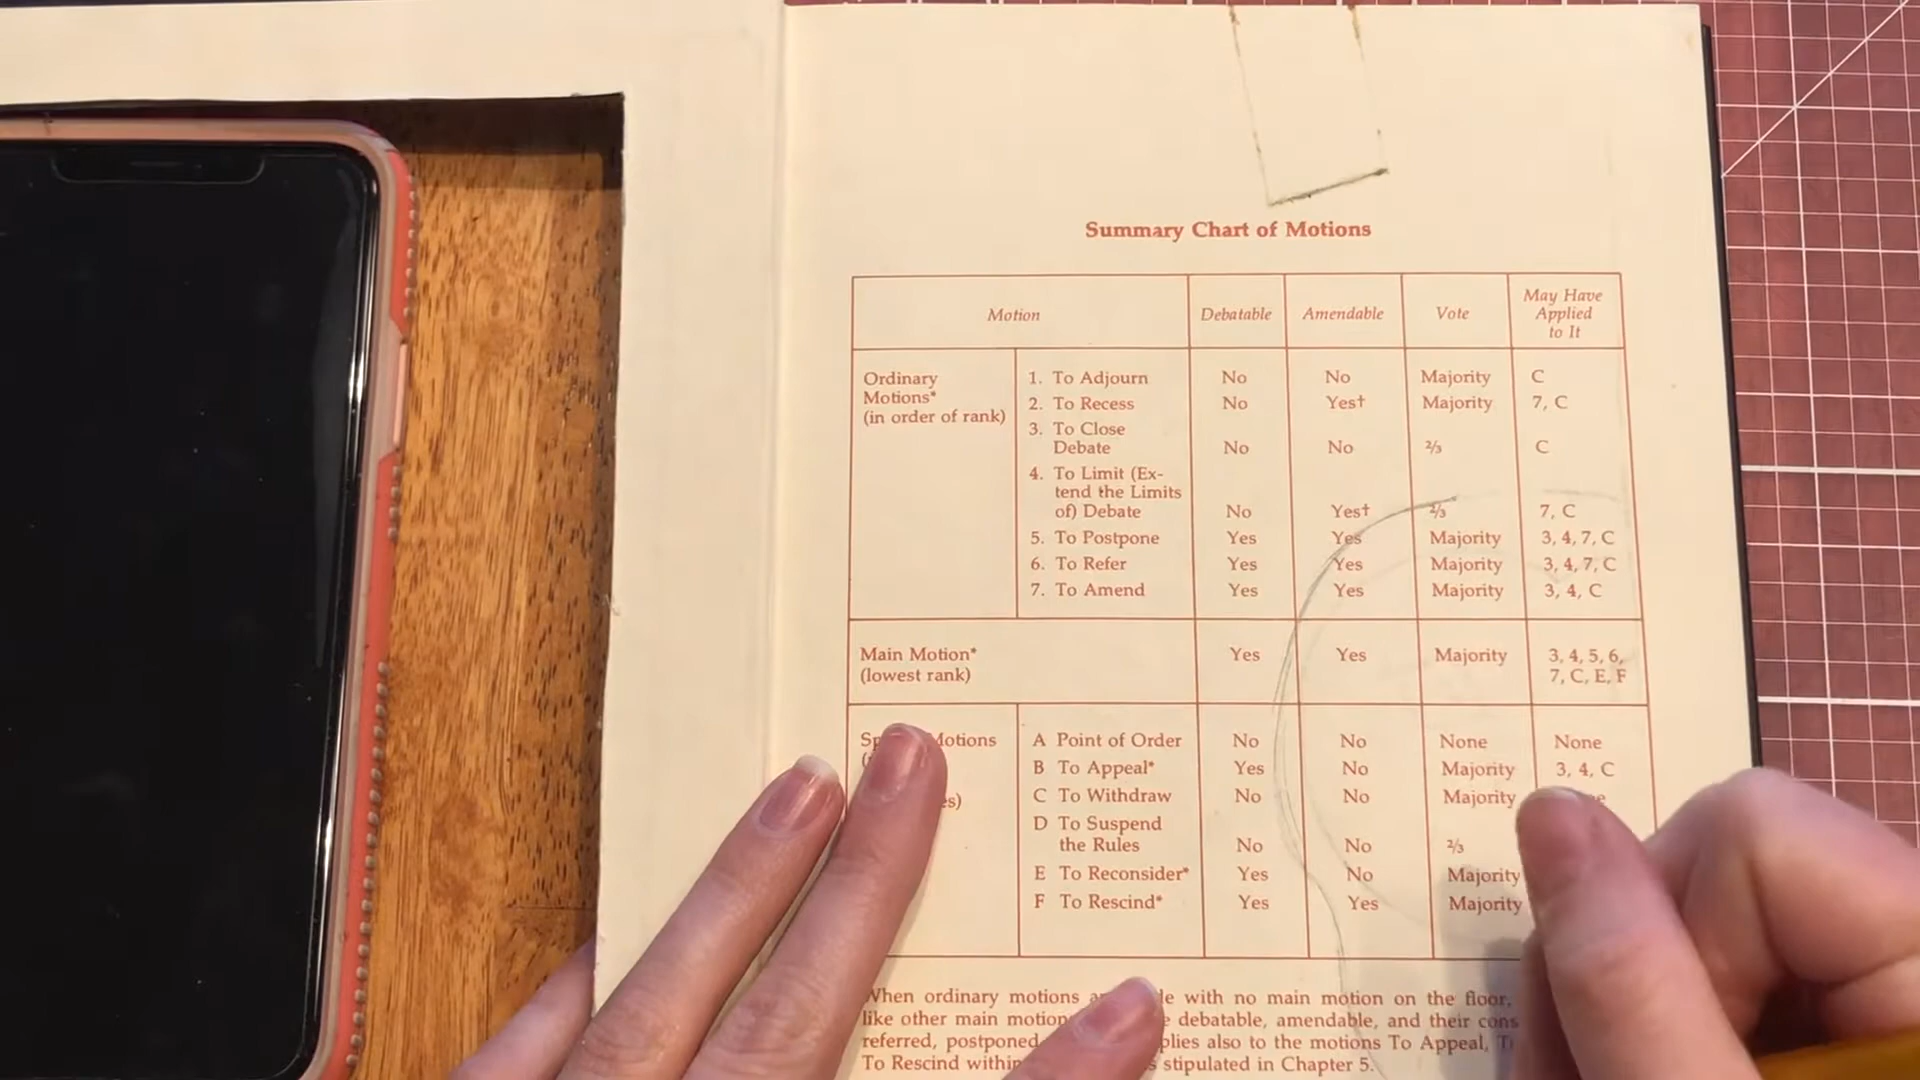 Summary Chart of Motions
Motion Debatable Amendable Vote May Have Applied to It
Ordinary Motions* (in order of rank)
1. To Adjourn No No Majority C
2. To Recess No Yes† Majority 7, C
3. To Close
Debate No No ⅔ C
4. To Limit (Ex-
tend the Limits
of) Debate No Yes† ⅔ 7, C
5. To Postpone Yes Yes Majority 3, 4, 7, C
6. To Refer Yes Yes Majority 3, 4, 7, C
7. To Amend Yes Yes Majority 3, 4, C
Main Motion* Yes Yes Majority 3, 4, 5, 6,
(lowest rank) 7, C, E, F
Motions A Point of Order No No None None
B To Appeal* Yes No Majority 3, 4, C
C To Withdraw No No Majority
D To Suspend
the Rules No No ⅔
E To Reconsider* Yes No Majority
F To Rescind* Yes Yes Majority
When ordinary motions with no main motion on the floor,
like other main debatable, amendable, and their
referred, postponed also to the motions To Appeal,
To Rescind stipulated in Chapter 5.